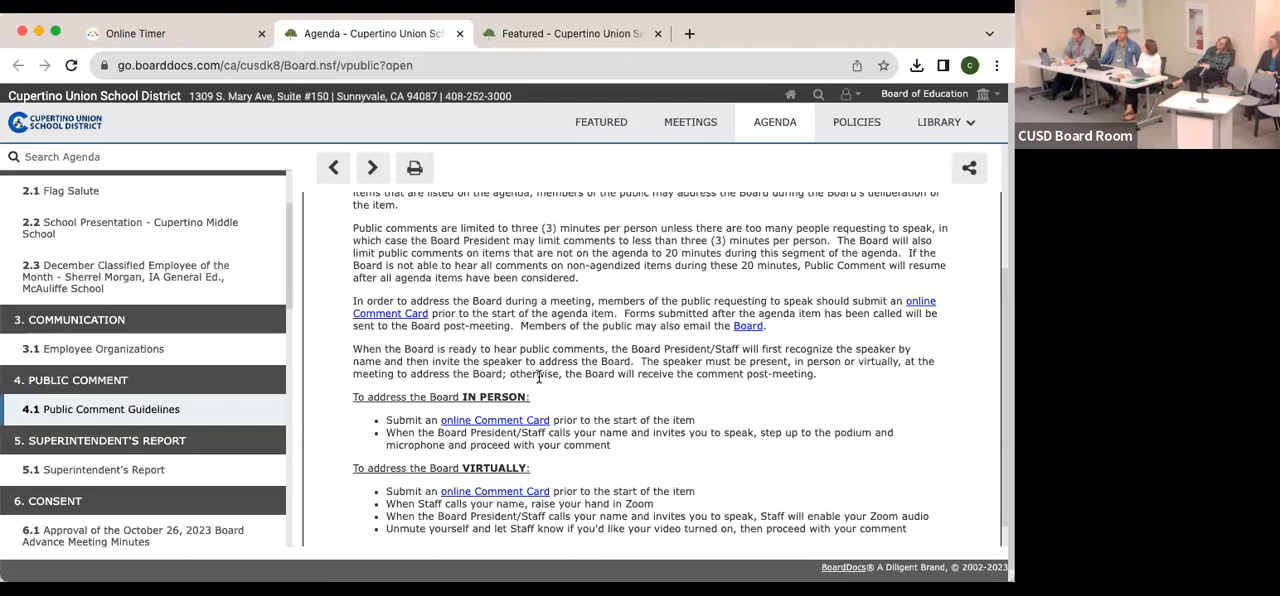 Online Timer
Agenda - Cupertino Union Sc
Featured - Cupertino Union Sc
go.boarddocs.com/ca/cusdk8/Board.nsf/vpublic?open
C
Cupertino Union School District 1309 S. Mary Ave, Suite #150 | Sunnyvale, CA 94087 | 408-252-3000
Board of Education
CUPERTINO UNION
SCHOOL DISTRICT
FEATURED
MEETINGS
AGENDA
POLICIES
LIBRARY
Search Agenda
2.1 Flag Salute
2.2 School Presentation - Cupertino Middle
School
2.3 December Classified Employee of the
Month - Sherrel Morgan, IA General Ed.,
McAuliffe School
3. COMMUNICATION
3.1 Employee Organizations
4. PUBLIC COMMENT
4.1 Public Comment Guidelines
5. SUPERINTENDENT'S REPORT
5.1 Superintendent's Report
6. CONSENT
6.1 Approval of the October 26, 2023 Board
Advance Meeting Minutes
items that are listed on the agenda, members of the public may address the Board during the Board's deliberation of
the item.
Public comments are limited to three (3) minutes per person unless there are too many people requesting to speak, in
which case the Board President may limit comments to less than three (3) minutes per person. The Board will also
limit public comments on items that are not on the agenda to 20 minutes during this segment of the agenda. If the
Board is not able to hear all comments on non-agendized items during these 20 minutes, Public Comment will resume
after all agenda items have been considered.
In order to address the Board during a meeting, members of the public requesting to speak should submit an online
Comment Card prior to the start of the agenda item. Forms submitted after the agenda item has been called will be
sent to the Board post-meeting. Members of the public may also email the Board.
When the Board is ready to hear public comments, the Board President/Staff will first recognize the speaker by
name and then invite the speaker to address the Board. The speaker must be present, in person or virtually, at the
meeting to address the Board; otherwise, the Board will receive the comment post-meeting.
To address the Board IN PERSON:
• Submit an online Comment Card prior to the start of the item
• When the Board President/Staff calls your name and invites you to speak, step up to the podium and
microphone and proceed with your comment
To address the Board VIRTUALLY:
• Submit an online Comment Card prior to the start of the item
• When Staff calls your name, raise your hand in Zoom
• When the Board President/Staff calls your name and invites you to speak, Staff will enable your Zoom audio
• Unmute yourself and let Staff know if you'd like your video turned on, then proceed with your comment
BoardDocs® A Diligent Brand, © 2002-2023
CUSD Board Room